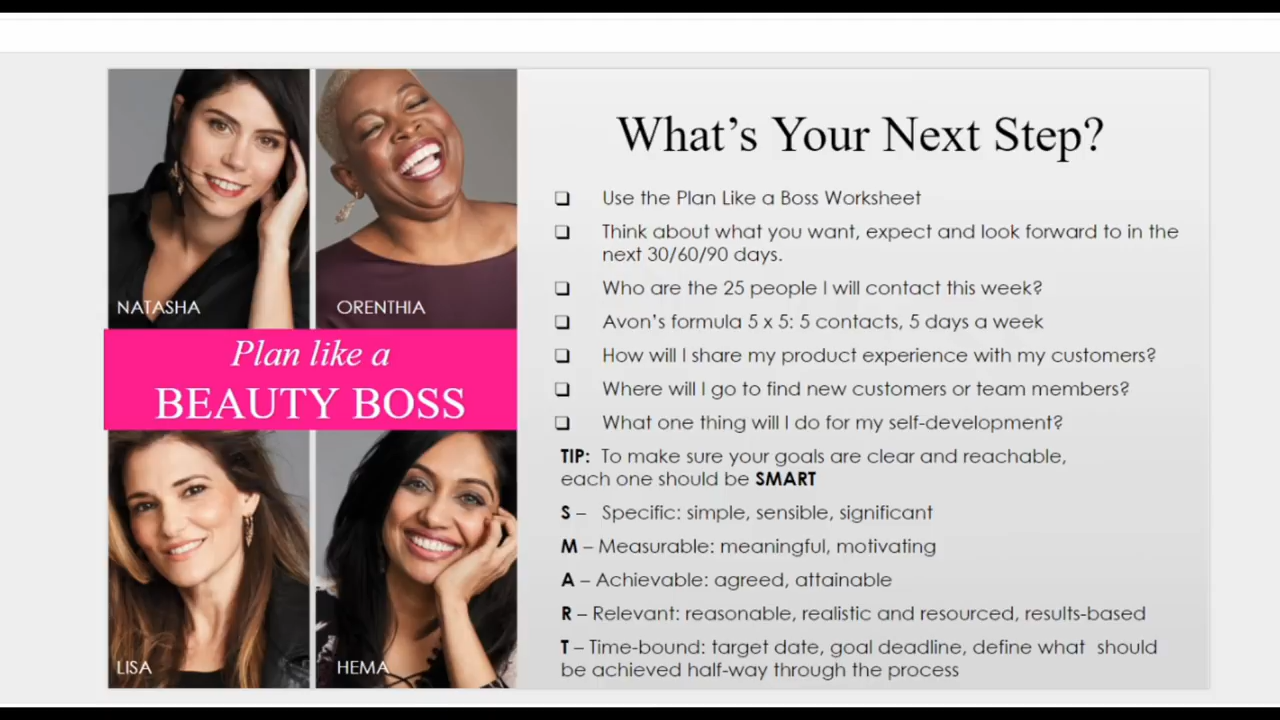 NATASHA
ORENTHIA
Plan like a
BEAUTY BOSS
LISA
HEMA
What's Your Next Step?
❑ Use the Plan Like a Boss Worksheet
❑ Think about what you want, expect and look forward to in the
next 30/60/90 days.
❑ Who are the 25 people I will contact this week?
❑ Avon's formula 5 x 5: 5 contacts, 5 days a week
❑ How will I share my product experience with my customers?
❑ Where will I go to find new customers or team members?
❑ What one thing will I do for my self-development?
TIP: To make sure your goals are clear and reachable,
each one should be SMART
S – Specific: simple, sensible, significant
M – Measurable: meaningful, motivating
A – Achievable: agreed, attainable
R – Relevant: reasonable, realistic and resourced, results-based
T – Time-bound: target date, goal deadline, define what should
be achieved half-way through the process